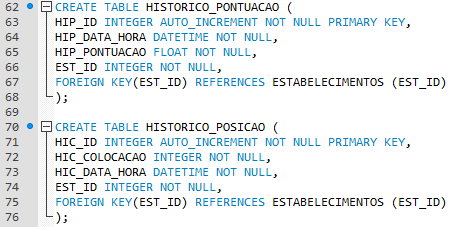 62 CREATE TABLE HISTORICO_PONTUACAO (
63 HIP_ID INTEGER AUTO_INCREMENT NOT NULL PRIMARY KEY,
64 HIP_DATA_HORA DATETIME NOT NULL,
65 HIP_PONTUACAO FLOAT NOT NULL,
66 EST_ID INTEGER NOT NULL,
67 FOREIGN KEY(EST_ID) REFERENCES ESTABELECIMENTOS (EST_ID)
68 );
69
70 CREATE TABLE HISTORICO_POSICAO (
71 HIC_ID INTEGER AUTO_INCREMENT NOT NULL PRIMARY KEY,
72 HIC_COLOCACAO INTEGER NOT NULL,
73 HIC_DATA_HORA DATETIME NOT NULL,
74 EST_ID INTEGER NOT NULL,
75 FOREIGN KEY(EST_ID) REFERENCES ESTABELECIMENTOS (EST_ID)
76 );